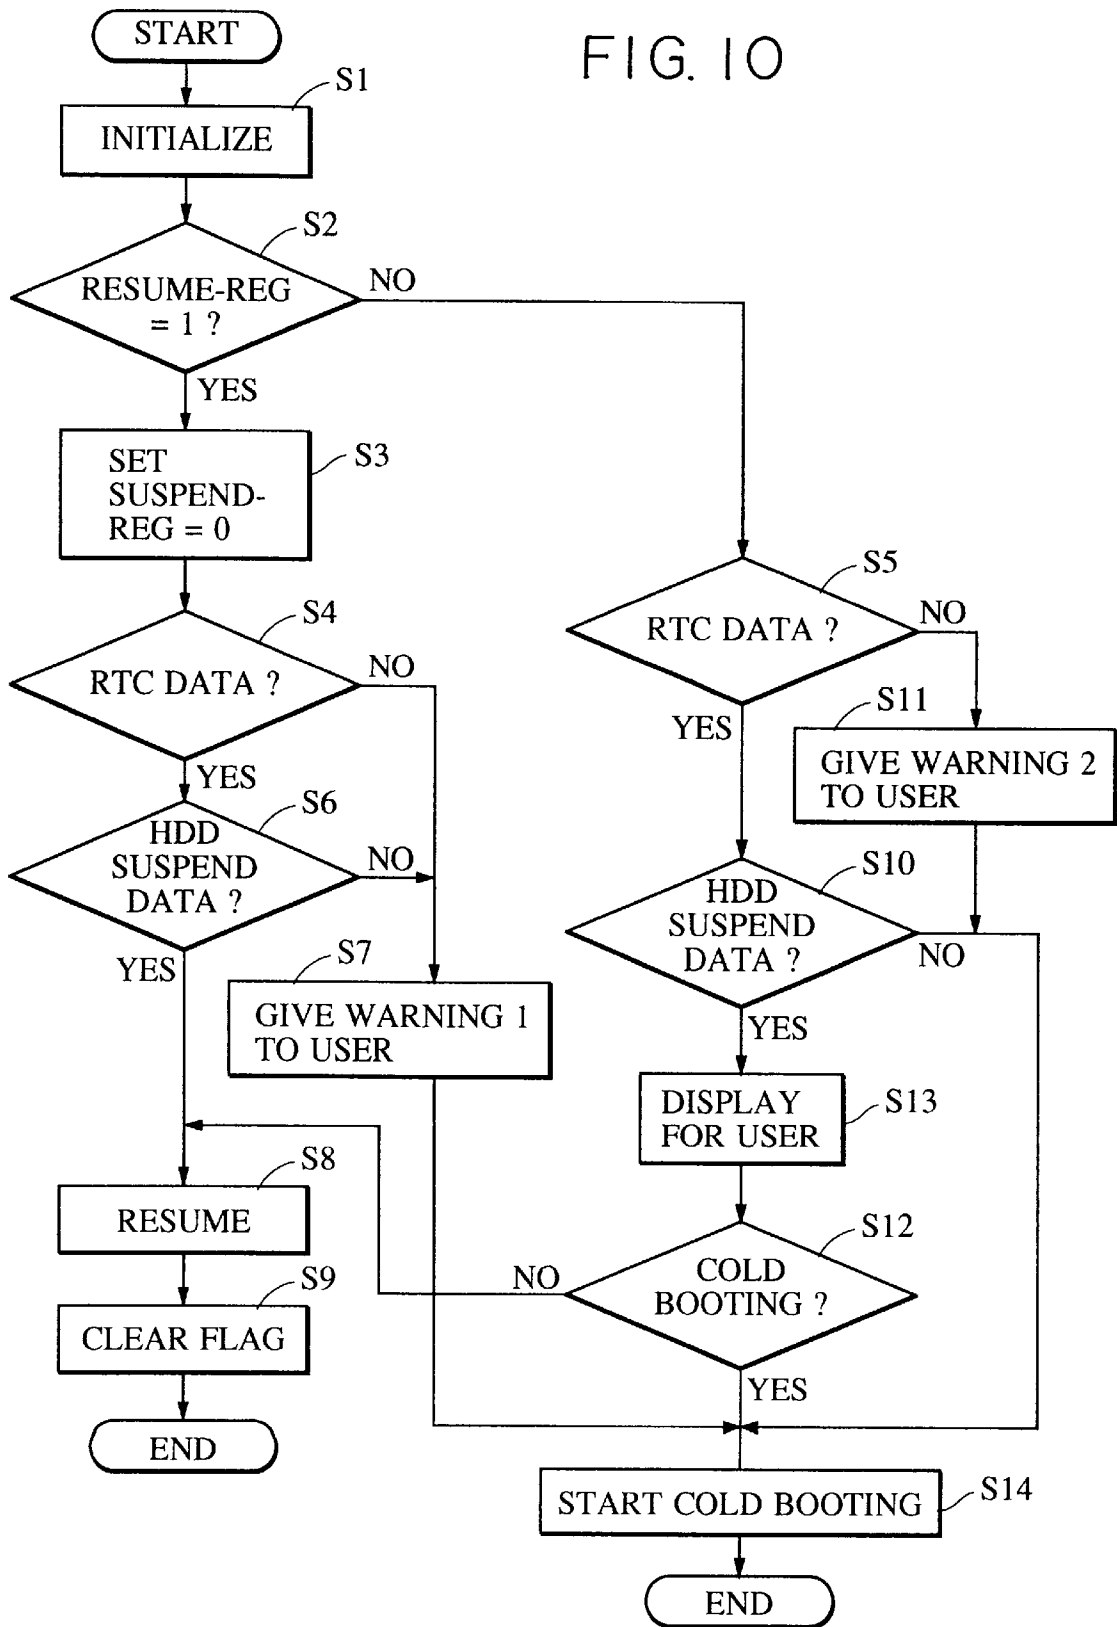 FIG. 10
START
S1
INITIALIZE
S2
RESUME-REG
= 1 ?
NO
YES
S3
SET
SUSPEND-
REG = 0
S4
RTC DATA ?
NO
YES
S6
HDD
SUSPEND
DATA ?
NO
YES
S7
GIVE WARNING 1
TO USER
S8
RESUME
S9
CLEAR FLAG
END
S5
RTC DATA ?
NO
YES
S11
GIVE WARNING 2
TO USER
S10
HDD
SUSPEND
DATA ?
NO
YES
S13
DISPLAY
FOR USER
S12
COLD
BOOTING ?
NO
YES
START COLD BOOTING
S14
END